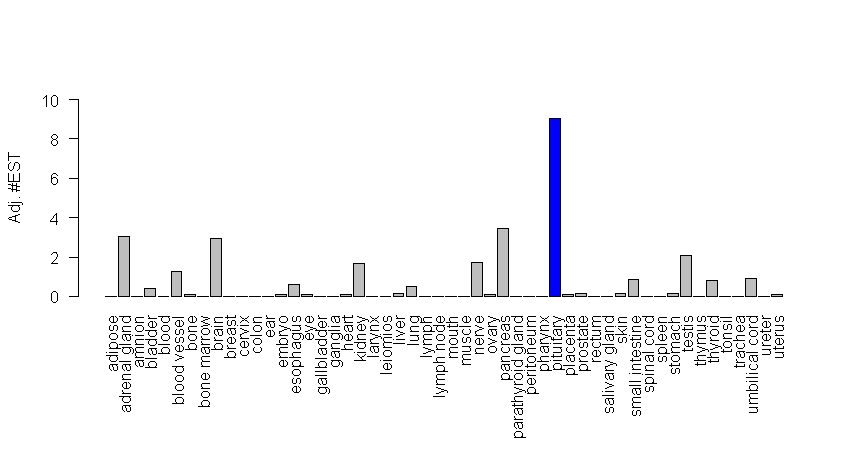 Adj. #EST
10
8
6
4
2
0
adipose
adrenal gland
amnion
bladder
blood
blood vessel
bone
bone marrow
brain
breast
cervix
colon
ear
embryo
esophagus
eye
gallbladder
ganglia
heart
kidney
larynx
leiomios
liver
lung
lymph
lymph node
mouth
muscle
nerve
ovary
pancreas
parathyroid gland
peritoneum
pharynx
pituitary
placenta
prostate
rectum
salivary gland
skin
small intestine
spinal cord
spleen
stomach
testis
thymus
thyroid
tonsil
trachea
umbilical cord
ureter
uterus